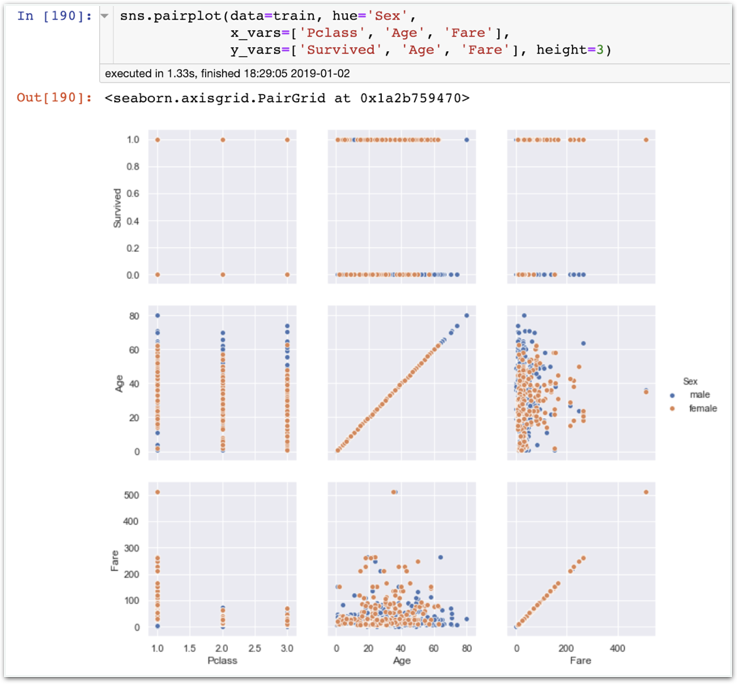 In [190]: sns.pairplot(data=train, hue='Sex',
x_vars=['Pclass', 'Age', 'Fare'],
y_vars=['Survived', 'Age', 'Fare'], height=3)
executed in 1.33s, finished 18:29:05 2019-01-02
Out[190]: <seaborn.axisgrid.PairGrid at 0x1a2b759470>
Survived
1.0
0.8
0.6
0.4
0.2
0.0
Age
80
60
40
20
0
Sex
male
female
Fare
500
400
300
200
100
0
1.0 1.5 2.0 2.5 3.0
Pclass
0 20 40 60 80
Age
0 200 400
Fare